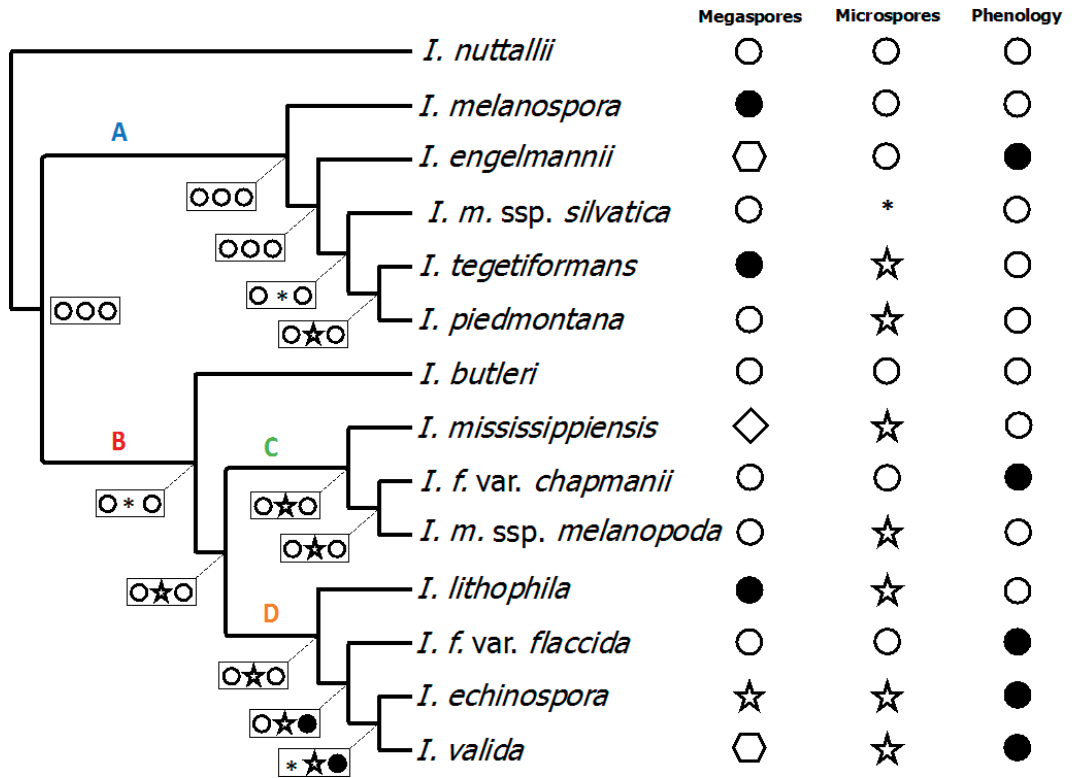 Megaspores Microspores Phenology
I. nuttallii
I. melanospora
A
I. engelmannii
I. m. ssp. silvatica *
I. tegetiformans
*
I. piedmontana
I. butleri
I. mississippiensis
B
C
I. f. var. chapmanii
*
I. m. ssp. melanopoda
I. lithophila
D
I. f. var. flaccida
I. echinospora
I. valida
*